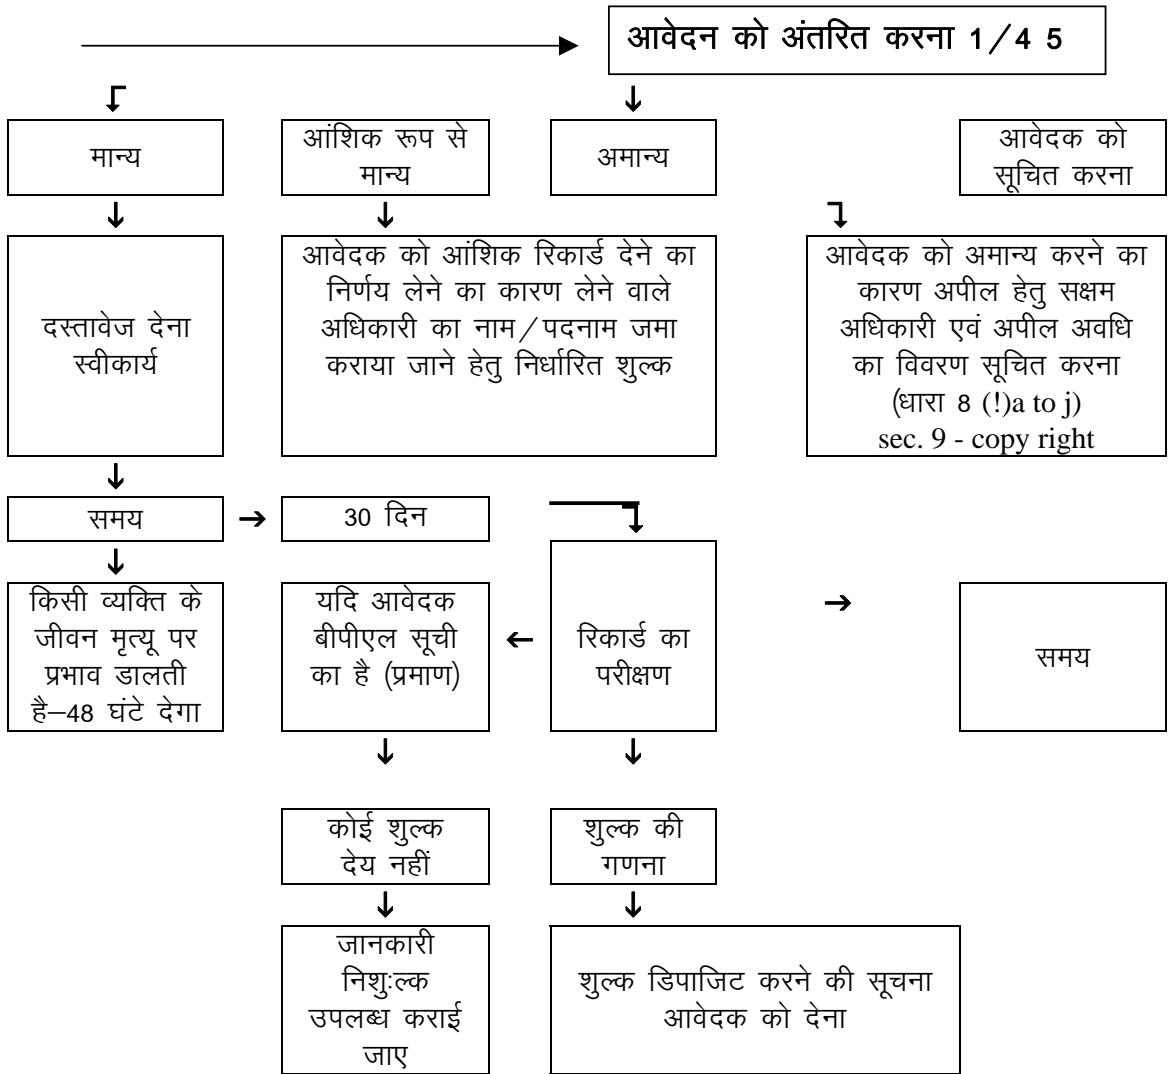 आवेदन को अंतरित करना 1/4 5
मान्य
आंशिक रूप से
मान्य
अमान्य
आवेदक को
सूचित करना
दस्तावेज देना
स्वीकार्य
आवेदक को आंशिक रिकार्ड देने का
निर्णय लेने का कारण लेने वाले
अधिकारी का नाम/पदनाम जमा
कराया जाने हेतु निर्धारित शुल्क
आवेदक को अमान्य करने का
कारण अपील हेतु सक्षम
अधिकारी एवं अपील अवधि
का विवरण सूचित करना
(धारा 8 (!)a to j)
sec. 9 - copy right
समय
30 दिन
किसी व्यक्ति के
जीवन मृत्यू पर
प्रभाव डालती
है–48 घंटे देगा
यदि आवेदक
बीपीएल सूची
का है (प्रमाण)
रिकार्ड का
परीक्षण
समय
कोई शुल्क
देय नहीं
शुल्क की
गणना
जानकारी
निशुःल्क
उपलब्ध कराई
जाए
शुल्क डिपाजिट करने की सूचना
आवेदक को देना